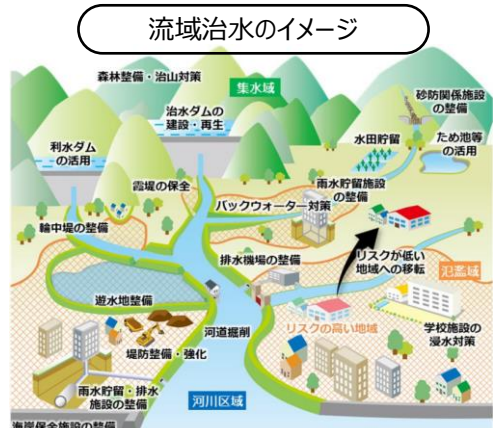 流域治水のイメージ
森林整備・治山対策
集水域
砂防関係施設
の整備
治水ダムの
建設・再生
水田貯留
ため池等
の活用
利水ダム
の活用
霞堤の保全
雨水貯留施設
の整備
バックウォーター対策
輪中堤の整備
排水機場の整備
リスクが低い
地域への移転
氾濫域
遊水地整備
河道掘削
リスクの高い地域
学校施設の
浸水対策
堤防整備・強化
雨水貯留・排水
施設の整備
河川区域
海岸保全施設の整備